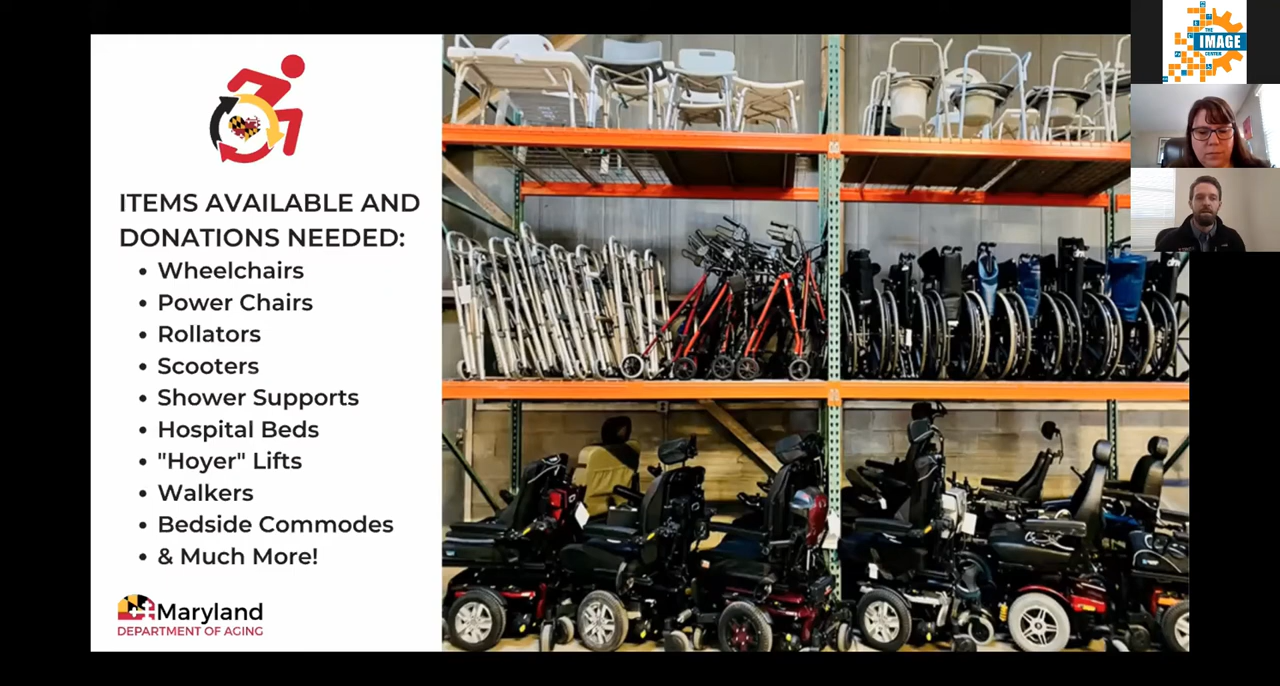 ITEMS AVAILABLE AND
DONATIONS NEEDED:
• Wheelchairs
• Power Chairs
• Rollators
• Scooters
• Shower Supports
• Hospital Beds
• "Hoyer" Lifts
• Walkers
• Bedside Commodes
• & Much More!
Maryland
DEPARTMENT OF AGING
THE
IMAGE
CENTER